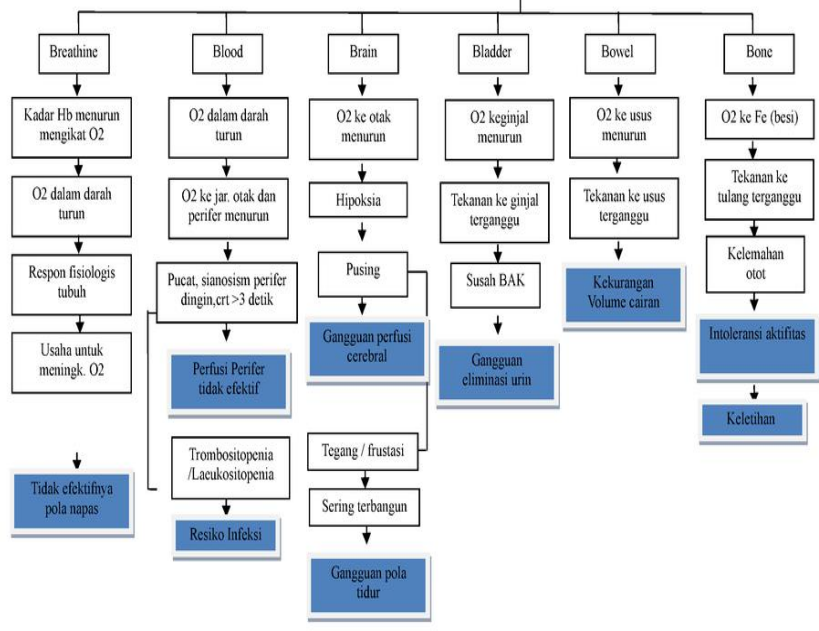 Breathine
Kadar Hb menurun
mengikat O2
O2 dalam darah
turun
Respon fisiologis
tubuh
Usaha untuk
meningk. O2
Tidak efektifnya
pola napas
Blood
O2 dalam darah
turun
O2 ke jar. otak dan
perifer menurun
Pucat, sianosism perifer
dingin,crt >3 detik
Perfusi Perifer
tidak efektif
Trombositopenia
/Laeukositopenia
Resiko Infeksi
Brain
O2 ke otak
menurun
Hipoksia
Pusing
Gangguan perfusi
cerebral
Tegang / frustasi
Sering terbangun
Gangguan pola
tidur
Bladder
O2 keginjal
menurun
Tekanan ke ginjal
terganggu
Susah BAK
Gangguan
eliminasi urin
Bowel
O2 ke usus
menurun
Tekanan ke usus
terganggu
Kekurangan
Volume cairan
Bone
O2 ke Fe (besi)
Tekanan ke
tulang terganggu
Kelemahan
otot
Intoleransi aktifitas
Keletihan